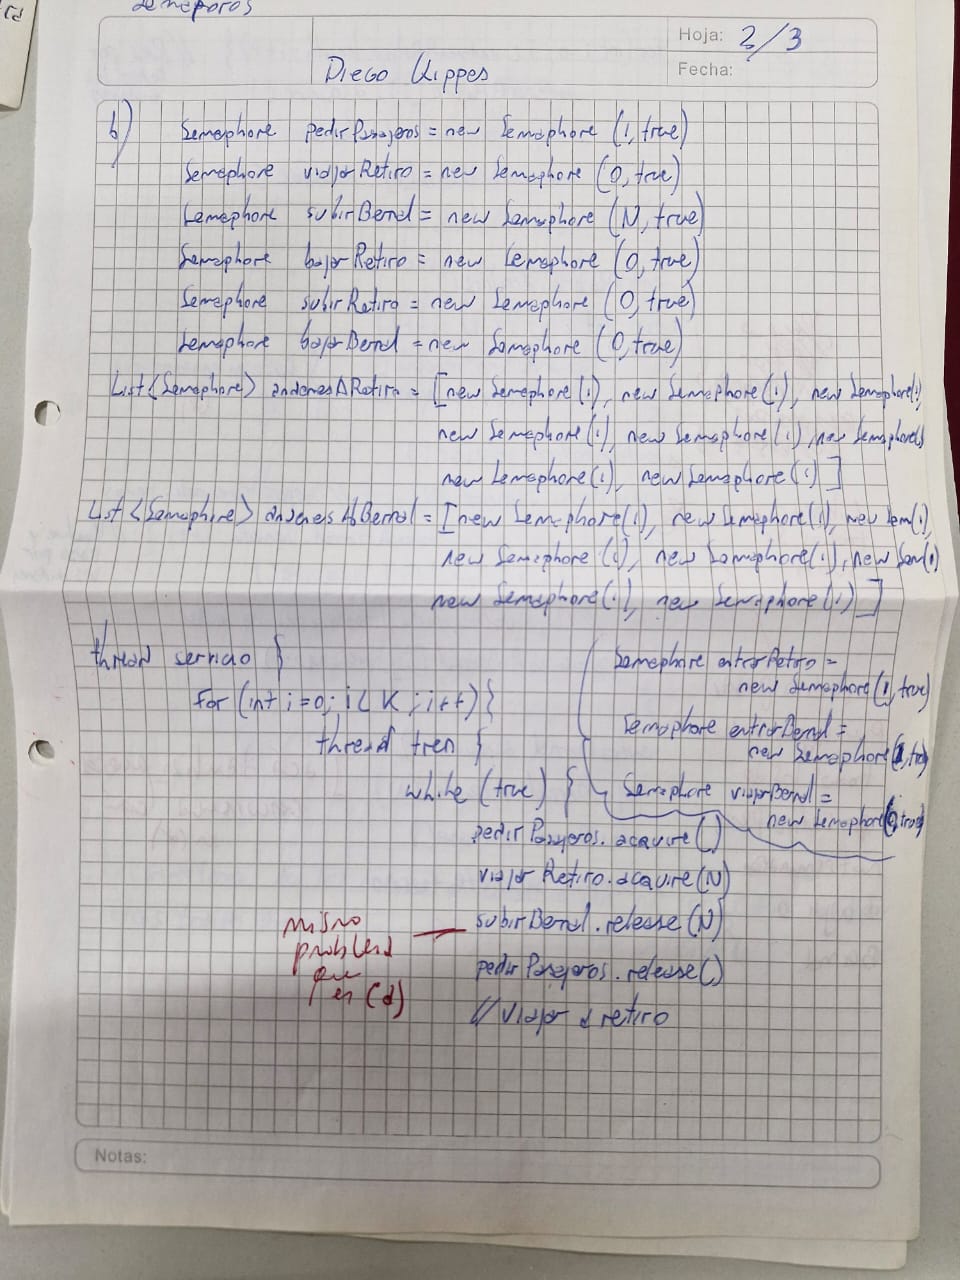 semáforos
Hoja: 2/3
Diego Kippes
Fecha:
b) Semaphore pedirPasajeros = new Semaphore (1, true)
Semaphore viajarRetiro = new Semaphore (0, true)
Semaphore subirBernal = new Semaphore (N, true)
Semaphore bajarRetiro = new Semaphore (0, true)
Semaphore subirRetiro = new Semaphore (0, true)
Semaphore bajarBernal = new Semaphore (0, true)
List<Semaphore> andenesARetiro = [new Semaphore(1), new Semaphore(1), new Semaphore(1)
new Semaphore(1), new Semaphore(1), new Semaphore(1)
new Semaphore(1), new Semaphore(1)]
List<Semaphore> andenesABernal = [new Semaphore(1), new Semaphore(1), new Sem(1),
new Semaphore(1), new Semaphore(1), new Sem(1)
new Semaphore(1), new Semaphore(1)]
thread servicio {
for (int i=0; i<K; i++) {
thread tren {
while (true) {
Semaphore entrarRetiro =
new Semaphore(1, true)
Semaphore entrarBernal =
new Semaphore(1, true)
Semaphore viajarBernal =
new Semaphore(0, true)
pedirPasajeros.acquire()
viajarRetiro.acquire(N)
subirBernal.release(N)
pedirPasajeros.release()
// viajar a retiro
mismo
problema
que
en (a)
Notas: